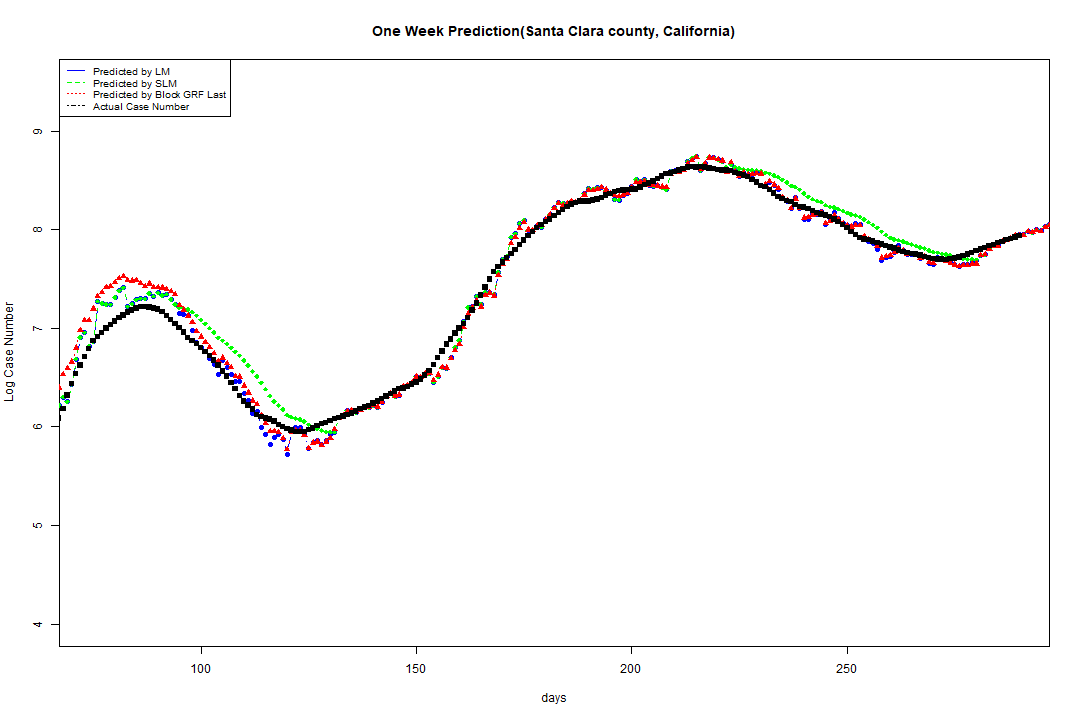 One Week Prediction(Santa Clara county, California)
Predicted by LM
Predicted by SLM
Predicted by Block GRF Last
Actual Case Number
9
8
7
6
5
4
Log Case Number
100 150 200 250
days